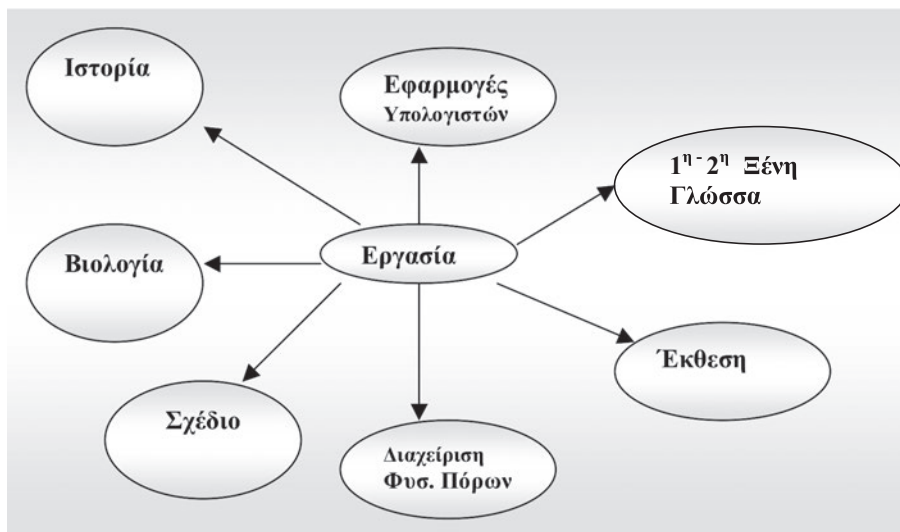 Ιστορία
Εφαρμογές
Υπολογιστών
1η - 2η Ξένη
Γλώσσα
Εργασία
Βιολογία
Έκθεση
Σχέδιο
Διαχείριση
Φυσ. Πόρων